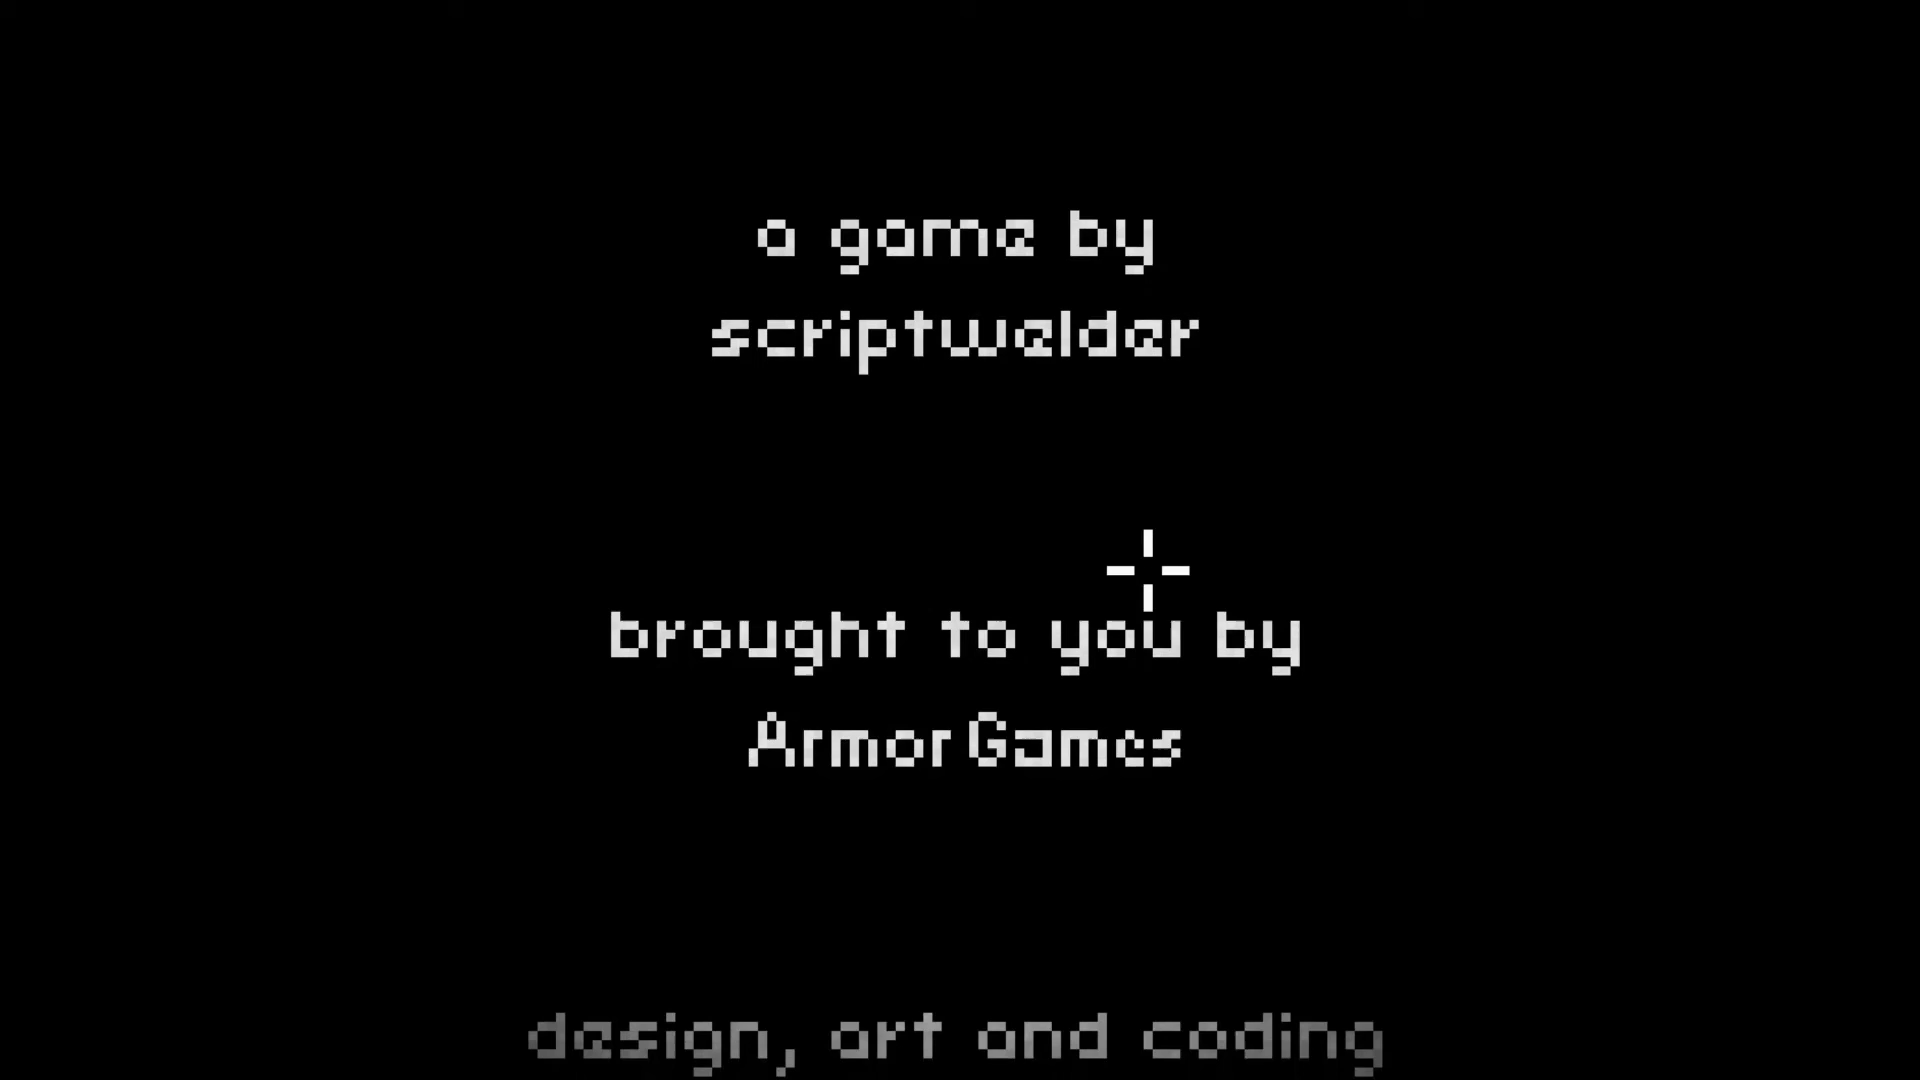 a game by
scriptwelder
brought to you by
ArmorGames
design, art and coding